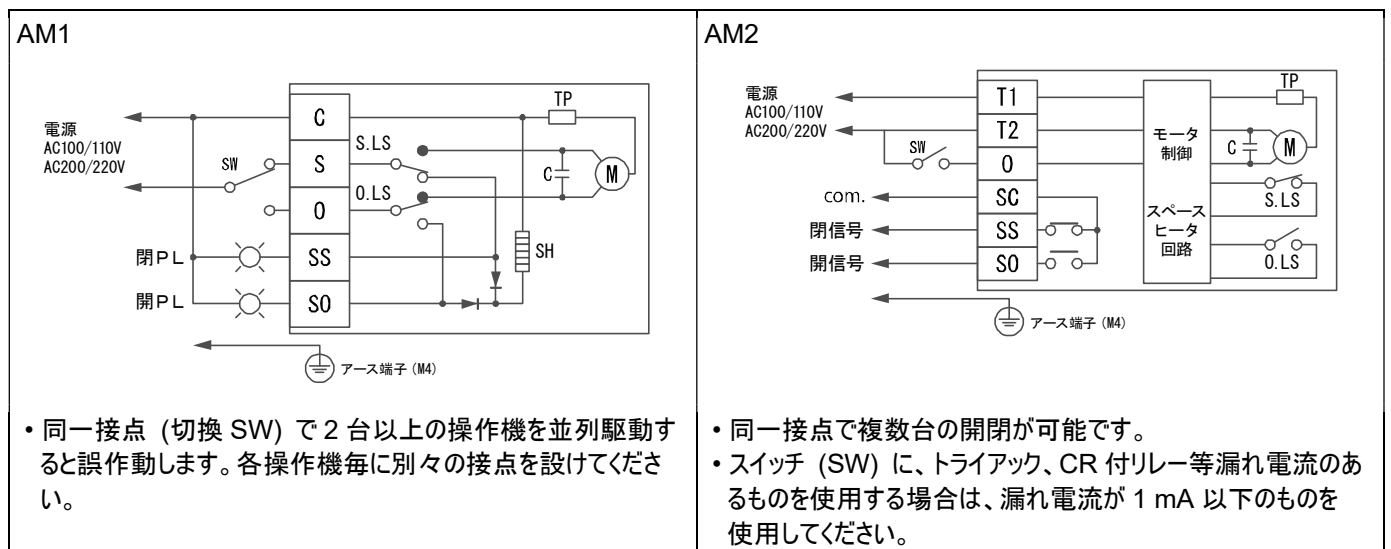 AM1
電源
AC100/110V
AC200/220V
SW
C
S
O
SS
SO
S.LS
O.LS
TP
C
M
SH
閉PL
開PL
アース端子 (M4)
• 同一接点 (切換 SW) で 2 台以上の操作機を並列駆動す
ると誤作動します。各操作機毎に別々の接点を設けてくださ
い。
AM2
電源
AC100/110V
AC200/220V
SW
com.
閉信号
開信号
T1
T2
O
SC
SS
SO
モータ
制御
スペース
ヒータ
回路
TP
C
M
S.LS
O.LS
アース端子 (M4)
• 同一接点で複数台の開閉が可能です。
• スイッチ (SW) に、トライアック、CR 付リレー等漏れ電流のあ
るものを使用する場合は、漏れ電流が 1 mA 以下のものを
使用してください。